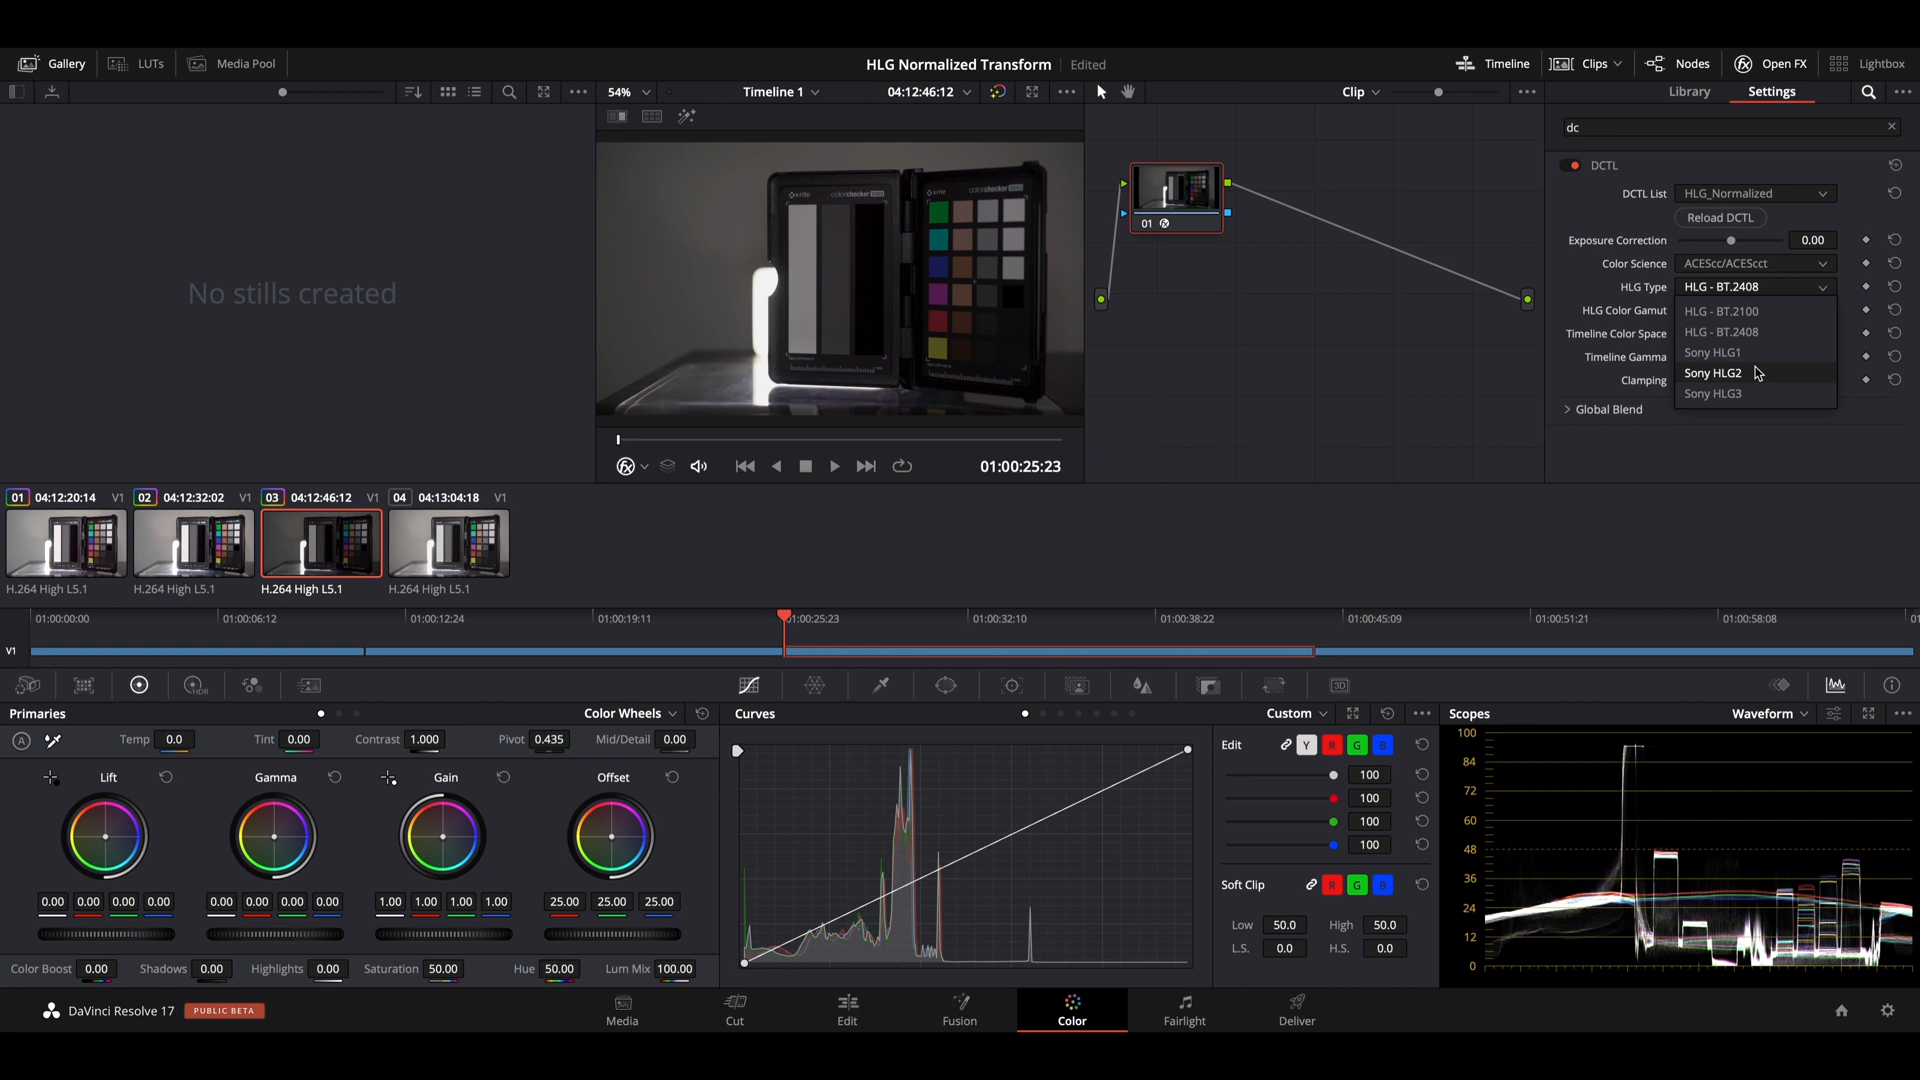 Gallery LUTs Media Pool HLG Normalized Transform Edited Timeline Clips Nodes Open FX Lightbox
54% Timeline 1 04:12:46:12 Clip Library Settings
dc
DCTL
DCTL List HLG_Normalized
Reload DCTL
Exposure Correction 0.00
Color Science ACEScc/ACEScct
HLG Type HLG - BT.2408
HLG Color Gamut HLG - BT.2100
Timeline Color Space HLG - BT.2408
Timeline Gamma Sony HLG1
Clamping Sony HLG2
Sony HLG3
Global Blend
No stills created
x-rite colorchecker VIDEO x-rite colorchecker VIDEO
01
01:00:25:23
01 04:12:20:14 V1 02 04:12:32:02 V1 03 04:12:46:12 V1 04 04:13:04:18 V1
H.264 High L5.1 H.264 High L5.1 H.264 High L5.1 H.264 High L5.1
01:00:00:00 01:00:06:12 01:00:12:24 01:00:19:11 01:00:25:23 01:00:32:10 01:00:38:22 01:00:45:09 01:00:51:21 01:00:58:08 01
V1
HDR 3D
Primaries Color Wheels Curves Custom Scopes Waveform
A Temp 0.0 Tint 0.00 Contrast 1.000 Pivot 0.435 Mid/Detail 0.00
Lift Gamma Gain Offset
0.00 0.00 0.00 0.00 0.00 0.00 0.00 0.00 1.00 1.00 1.00 1.00 25.00 25.00 25.00
Color Boost 0.00 Shadows 0.00 Highlights 0.00 Saturation 50.00 Hue 50.00 Lum Mix 100.00
Edit Y R G B
100
100
100
100
Soft Clip R G B
Low 50.0 High 50.0
L.S. 0.0 H.S. 0.0
100
84
72
60
48
36
24
12
0
DaVinci Resolve 17 PUBLIC BETA Media Cut Edit Fusion Color Fairlight Deliver